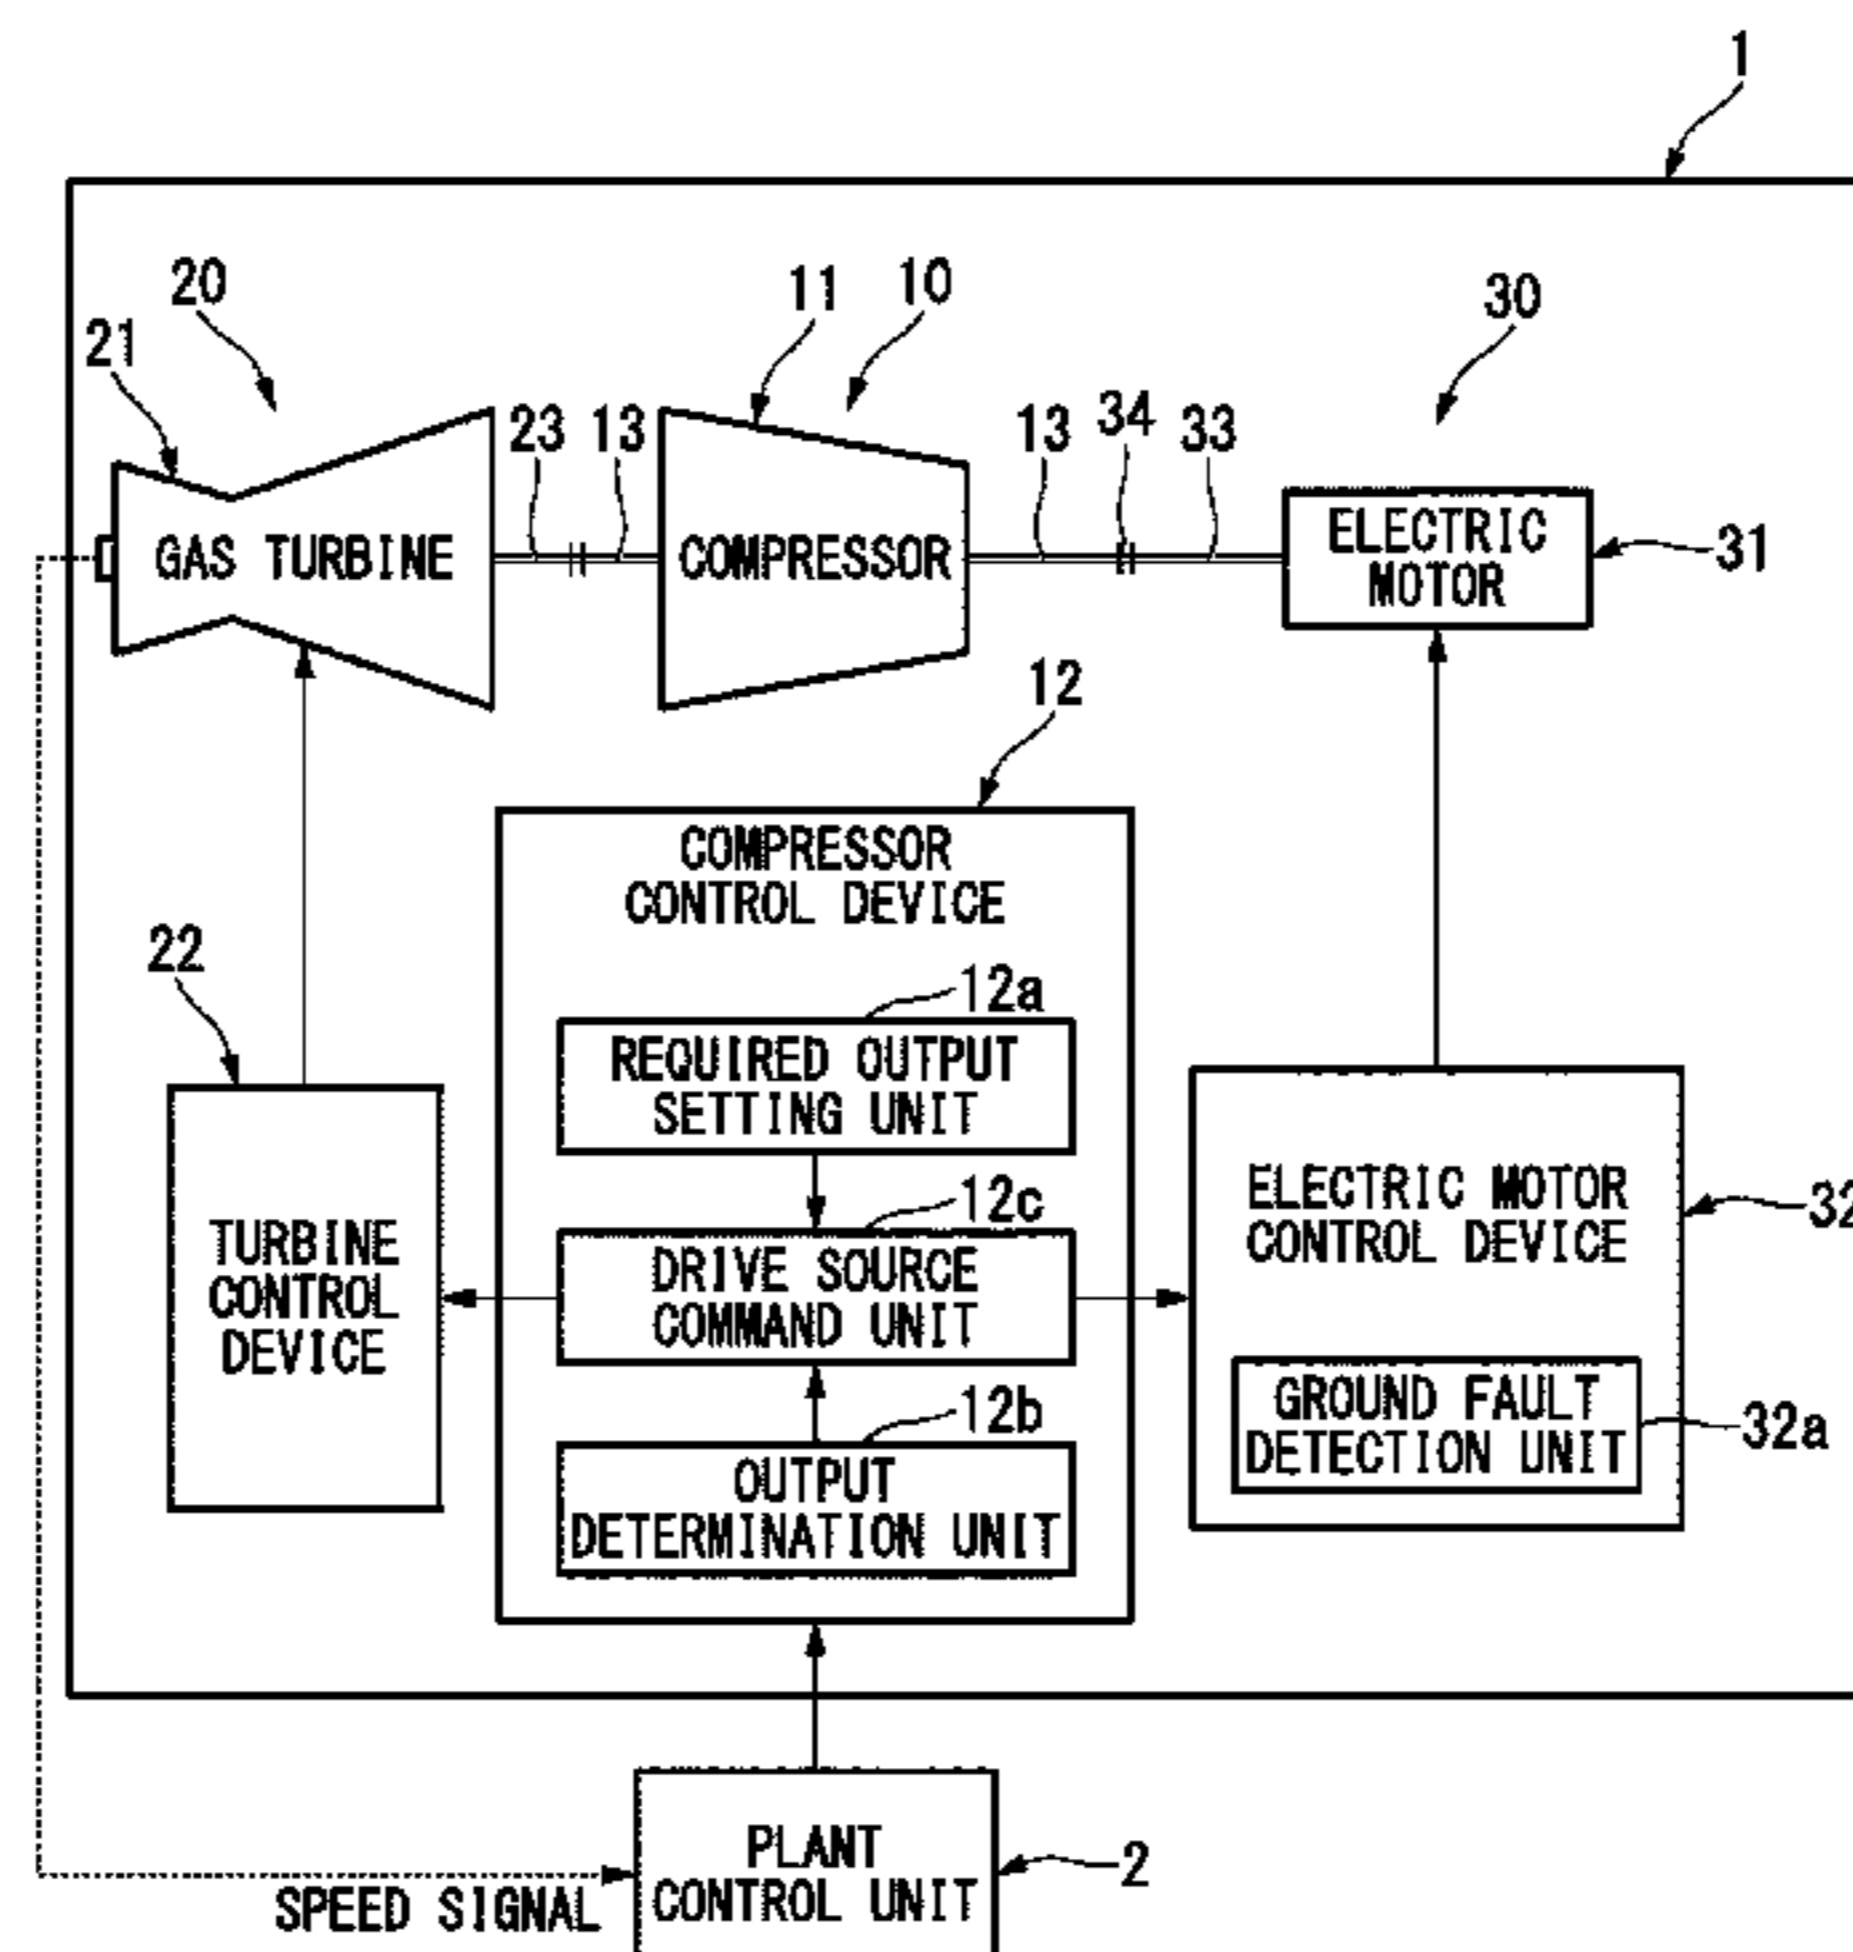 1
20
11
10
30
21
23
13
13
34
33
GAS TURBINE
COMPRESSOR
ELECTRIC
MOTOR
31
12
COMPRESSOR
CONTROL DEVICE
22
12a
REQUIRED OUTPUT
SETTING UNIT
12c
DRIVE SOURCE
COMMAND UNIT
TURBINE
CONTROL
DEVICE
ELECTRIC MOTOR
CONTROL DEVICE
32
12b
OUTPUT
DETERMINATION UNIT
GROUND FAULT
DETECTION UNIT
32a
PLANT
CONTROL UNIT
2
SPEED SIGNAL